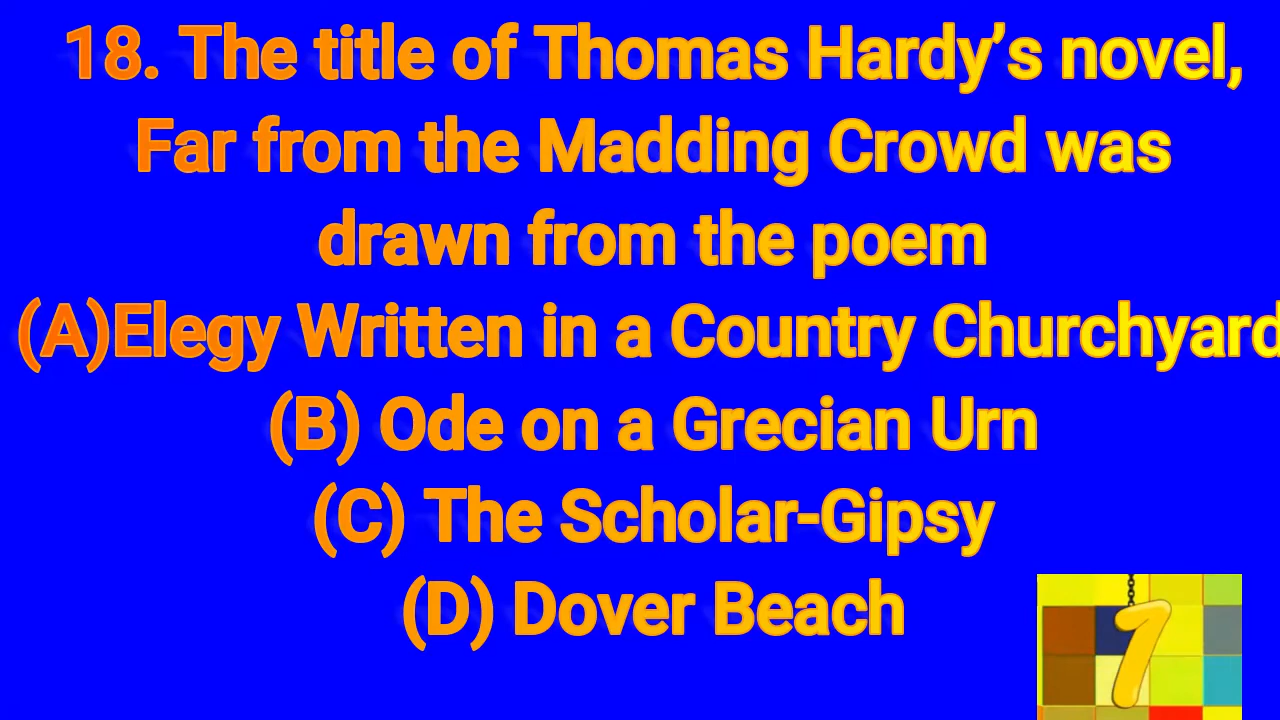 18. The title of Thomas Hardy’s novel,
Far from the Madding Crowd was
drawn from the poem
(A)Elegy Written in a Country Churchyard
(B) Ode on a Grecian Urn
(C) The Scholar-Gipsy
(D) Dover Beach
7